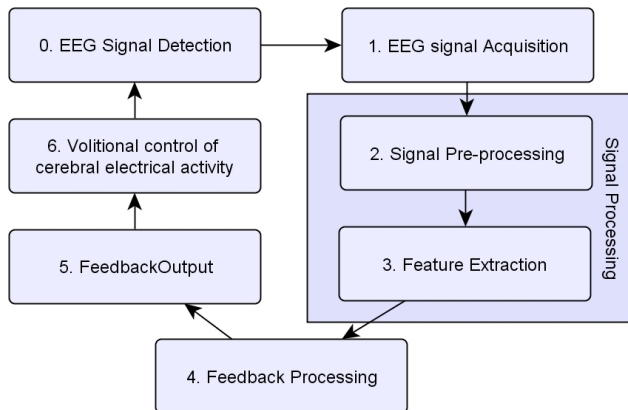 0. EEG Signal Detection
1. EEG signal Acquisition
2. Signal Pre-processing
3. Feature Extraction
Signal Processing
4. Feedback Processing
5. FeedbackOutput
6. Volitional control of
cerebral electrical activity